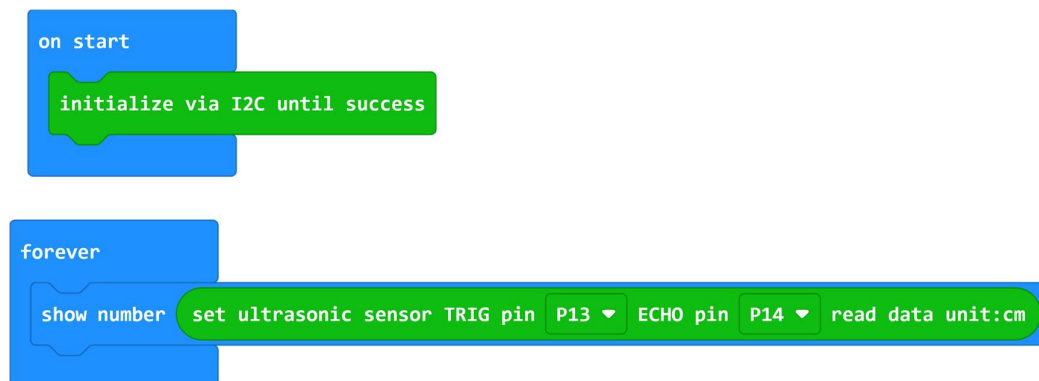 on start
initialize via I2C until success
forever
show number set ultrasonic sensor TRIG pin P13 ECHO pin P14 read data unit:cm